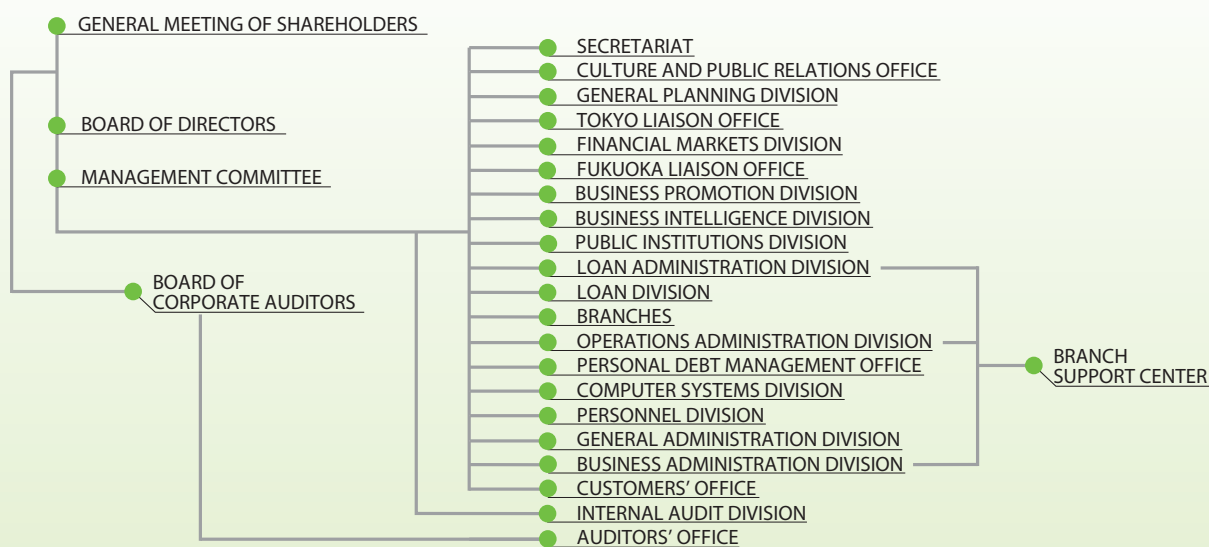 GENERAL MEETING OF SHAREHOLDERS
BOARD OF DIRECTORS
MANAGEMENT COMMITTEE
BOARD OF
CORPORATE AUDITORS
SECRETARIAT
CULTURE AND PUBLIC RELATIONS OFFICE
GENERAL PLANNING DIVISION
TOKYO LIAISON OFFICE
FINANCIAL MARKETS DIVISION
FUKUOKA LIAISON OFFICE
BUSINESS PROMOTION DIVISION
BUSINESS INTELLIGENCE DIVISION
PUBLIC INSTITUTIONS DIVISION
LOAN ADMINISTRATION DIVISION
LOAN DIVISION
BRANCHES
OPERATIONS ADMINISTRATION DIVISION
PERSONAL DEBT MANAGEMENT OFFICE
COMPUTER SYSTEMS DIVISION
PERSONNEL DIVISION
GENERAL ADMINISTRATION DIVISION
BUSINESS ADMINISTRATION DIVISION
CUSTOMERS’ OFFICE
INTERNAL AUDIT DIVISION
AUDITORS’ OFFICE
BRANCH
SUPPORT CENTER